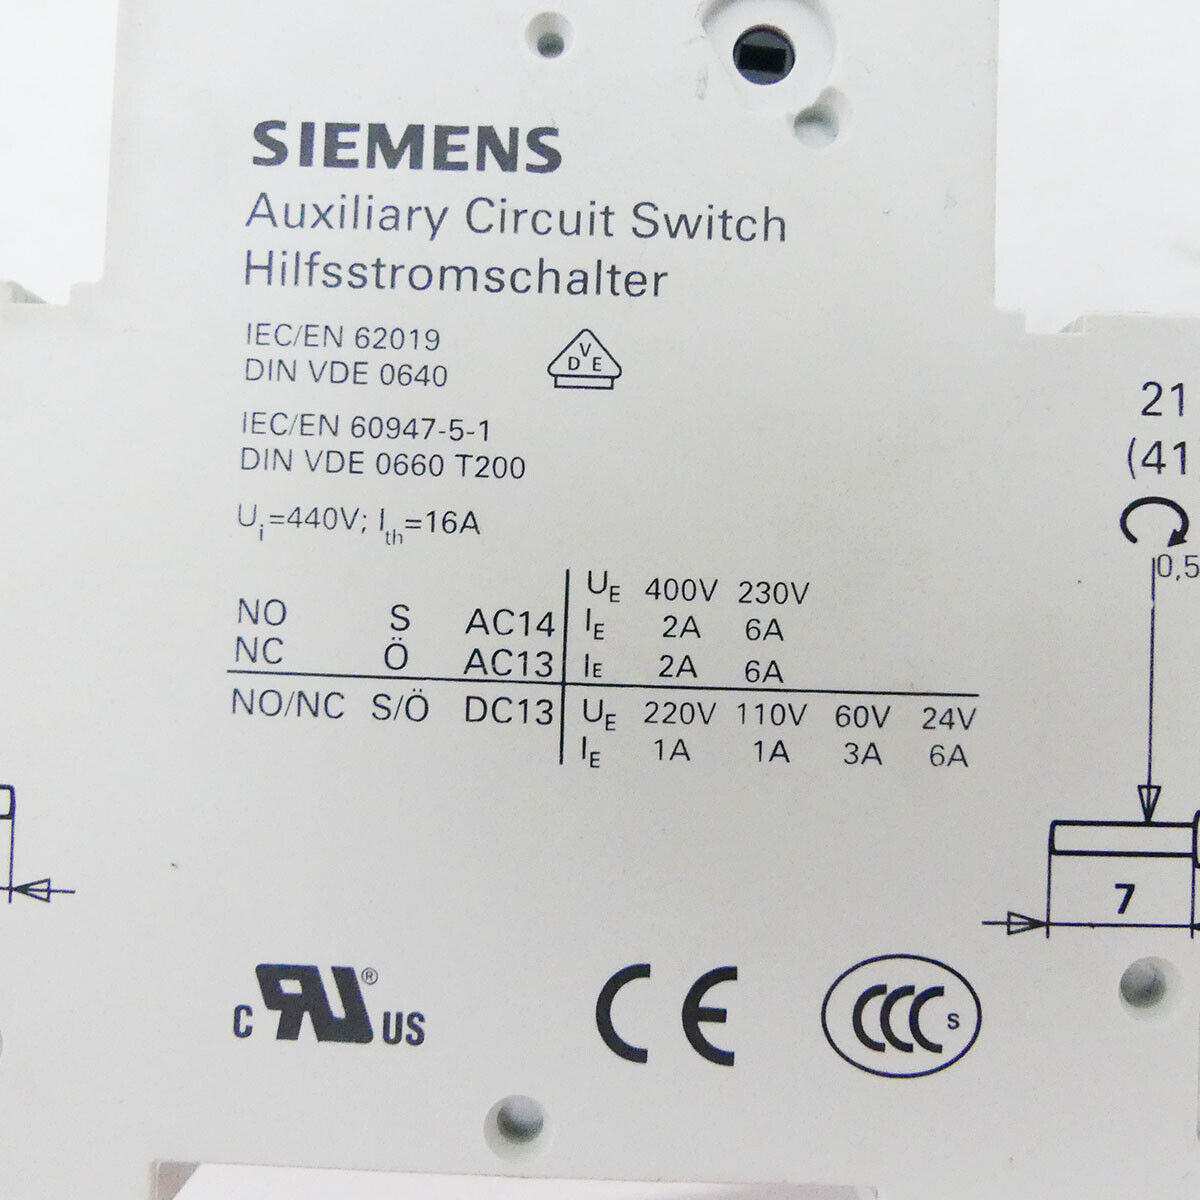 SIEMENS
Auxiliary Circuit Switch
Hilfsstromschalter
IEC/EN 62019
DIN VDE 0640
DVE
IEC/EN 60947-5-1
DIN VDE 0660 T200
Ui=440V; Ith=16A
UE 400V 230V
NO S AC14 IE 2A 6A
NC Ö AC13 IE 2A 6A
NO/NC S/Ö DC13 UE 220V 110V 60V 24V
IE 1A 1A 3A 6A
21
(41
0,5
7
c RU® US
CE
CCC S